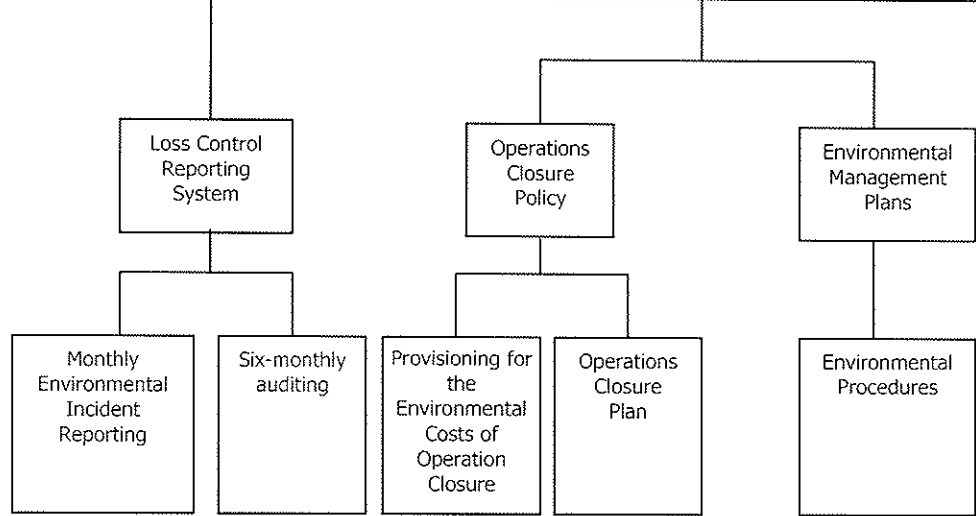 Loss Control
Reporting
System
Operations
Closure
Policy
Environmental
Management
Plans
Monthly
Environmental
Incident
Reporting
Six-monthly
auditing
Provisioning for
the
Environmental
Costs of
Operation
Closure
Operations
Closure
Plan
Environmental
Procedures